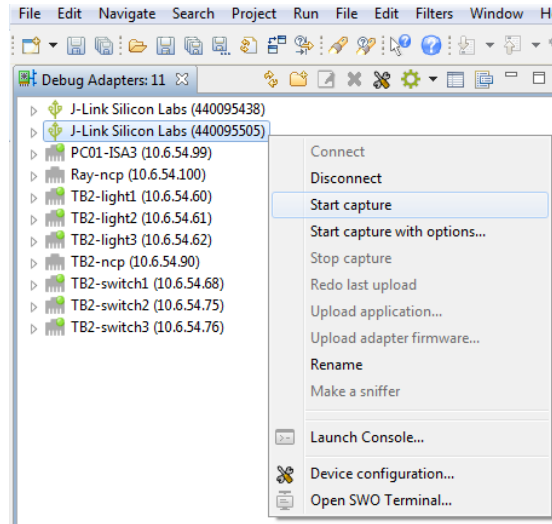 File Edit Navigate Search Project Run File Edit Filters Window H
Debug Adapters: 11
J-Link Silicon Labs (440095438)
J-Link Silicon Labs (440095505)
PC01-ISA3 (10.6.54.99)
Ray-ncp (10.6.54.100)
TB2-light1 (10.6.54.60)
TB2-light2 (10.6.54.61)
TB2-light3 (10.6.54.62)
TB2-ncp (10.6.54.90)
TB2-switch1 (10.6.54.68)
TB2-switch2 (10.6.54.75)
TB2-switch3 (10.6.54.76)
Connect
Disconnect
Start capture
Start capture with options...
Stop capture
Redo last upload
Upload application...
Upload adapter firmware...
Rename
Make a sniffer
Launch Console...
Device configuration...
Open SWO Terminal...